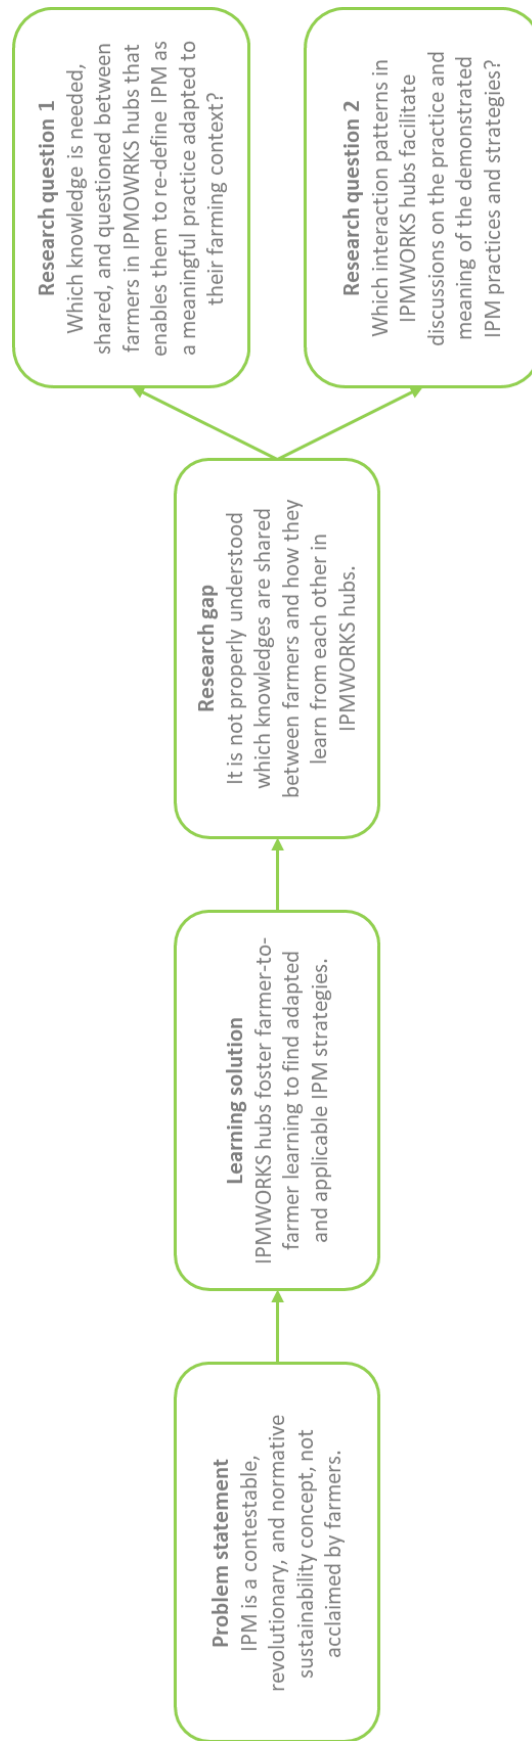 Problem statement
IPM is a contestable,
revolutionary, and normative
sustainability concept, not
acclaimed by farmers.
Learning solution
IPMWORKS hubs foster farmer-to-
farmer learning to find adapted
and applicable IPM strategies.
Research gap
It is not properly understood
which knowledges are shared
between farmers and how they
learn from each other in
IPMWORKS hubs.
Research question 1
Which knowledge is needed,
shared, and questioned between
farmers in IPMOWRKS hubs that
enables them to re-define IPM as
a meaningful practice adapted to
their farming context?
Research question 2
Which interaction patterns in
IPMWORKS hubs facilitate
discussions on the practice and
meaning of the demonstrated
IPM practices and strategies?